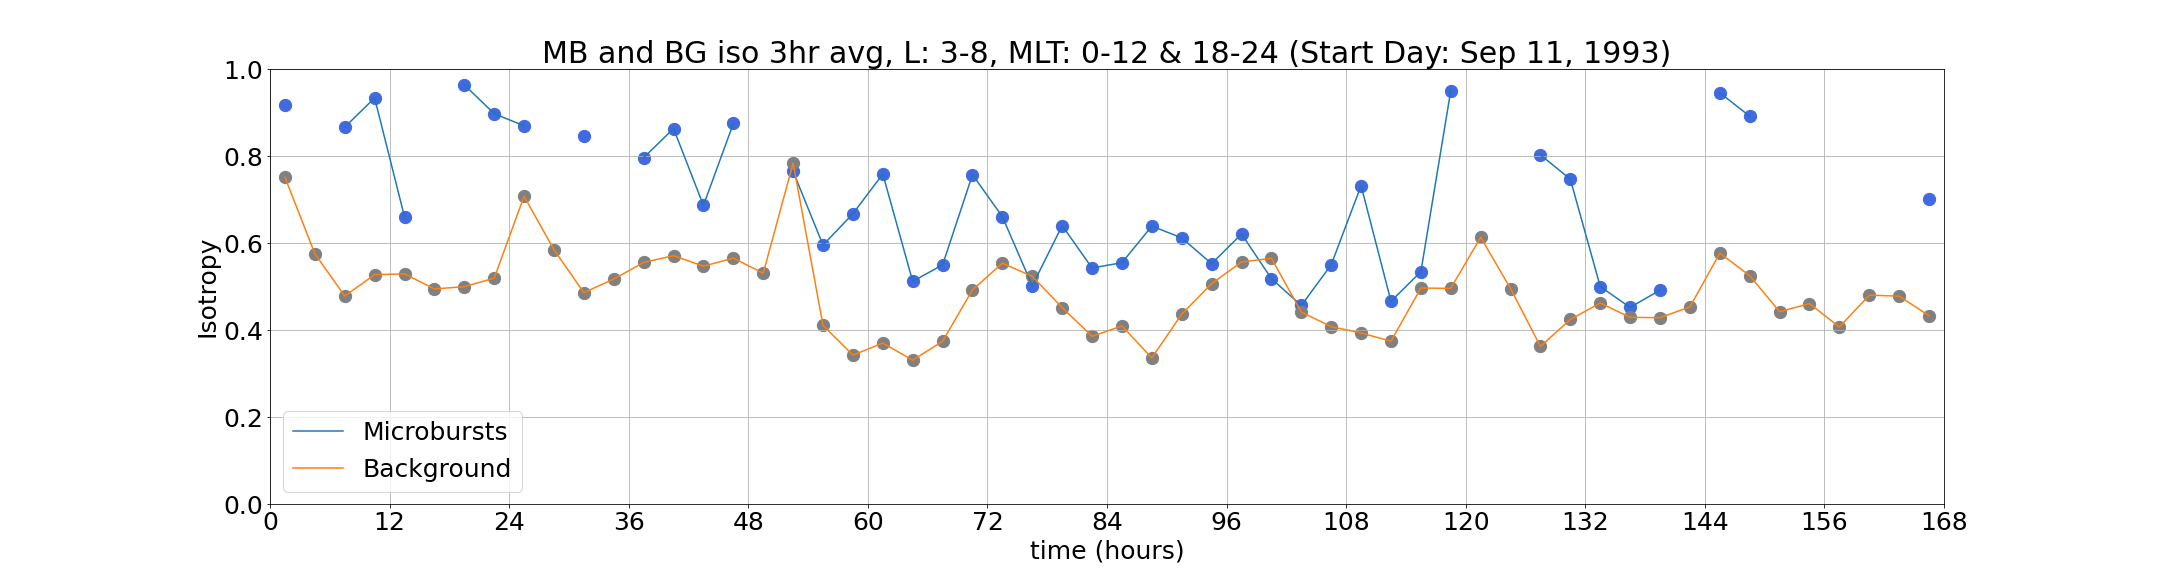 MB and BG iso 3hr avg, L: 3-8, MLT: 0-12 & 18-24 (Start Day: Sep 11, 1993)
1.0
0.8
0.6
0.4
0.2
0.0
Isotropy
Microbursts
Background
0 12 24 36 48 60 72 84 96 108 120 132 144 156 168
time (hours)